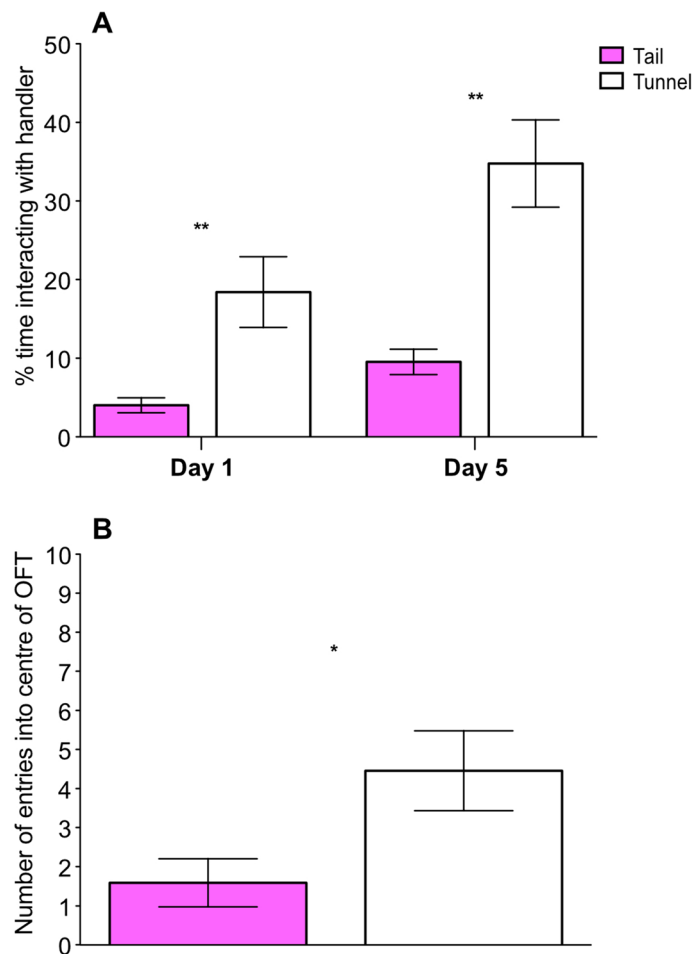 A
% time interacting with handler
50
40
30
20
10
0
**
**
Tail
Tunnel
Day 1
Day 5
B
Number of entries into centre of OFT
10
9
8
7
6
5
4
3
2
1
0
*